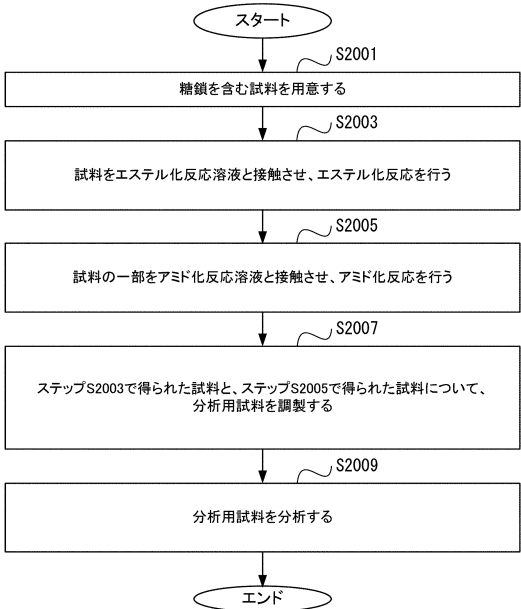 スタート
S2001
糖鎖を含む試料を用意する
S2003
試料をエステル化反応溶液と接触させ、エステル化反応を行う
S2005
試料の一部をアミド化反応溶液と接触させ、アミド化反応を行う
S2007
ステップS2003で得られた試料と、ステップS2005で得られた試料について、
分析用試料を調製する
S2009
分析用試料を分析する
エンド